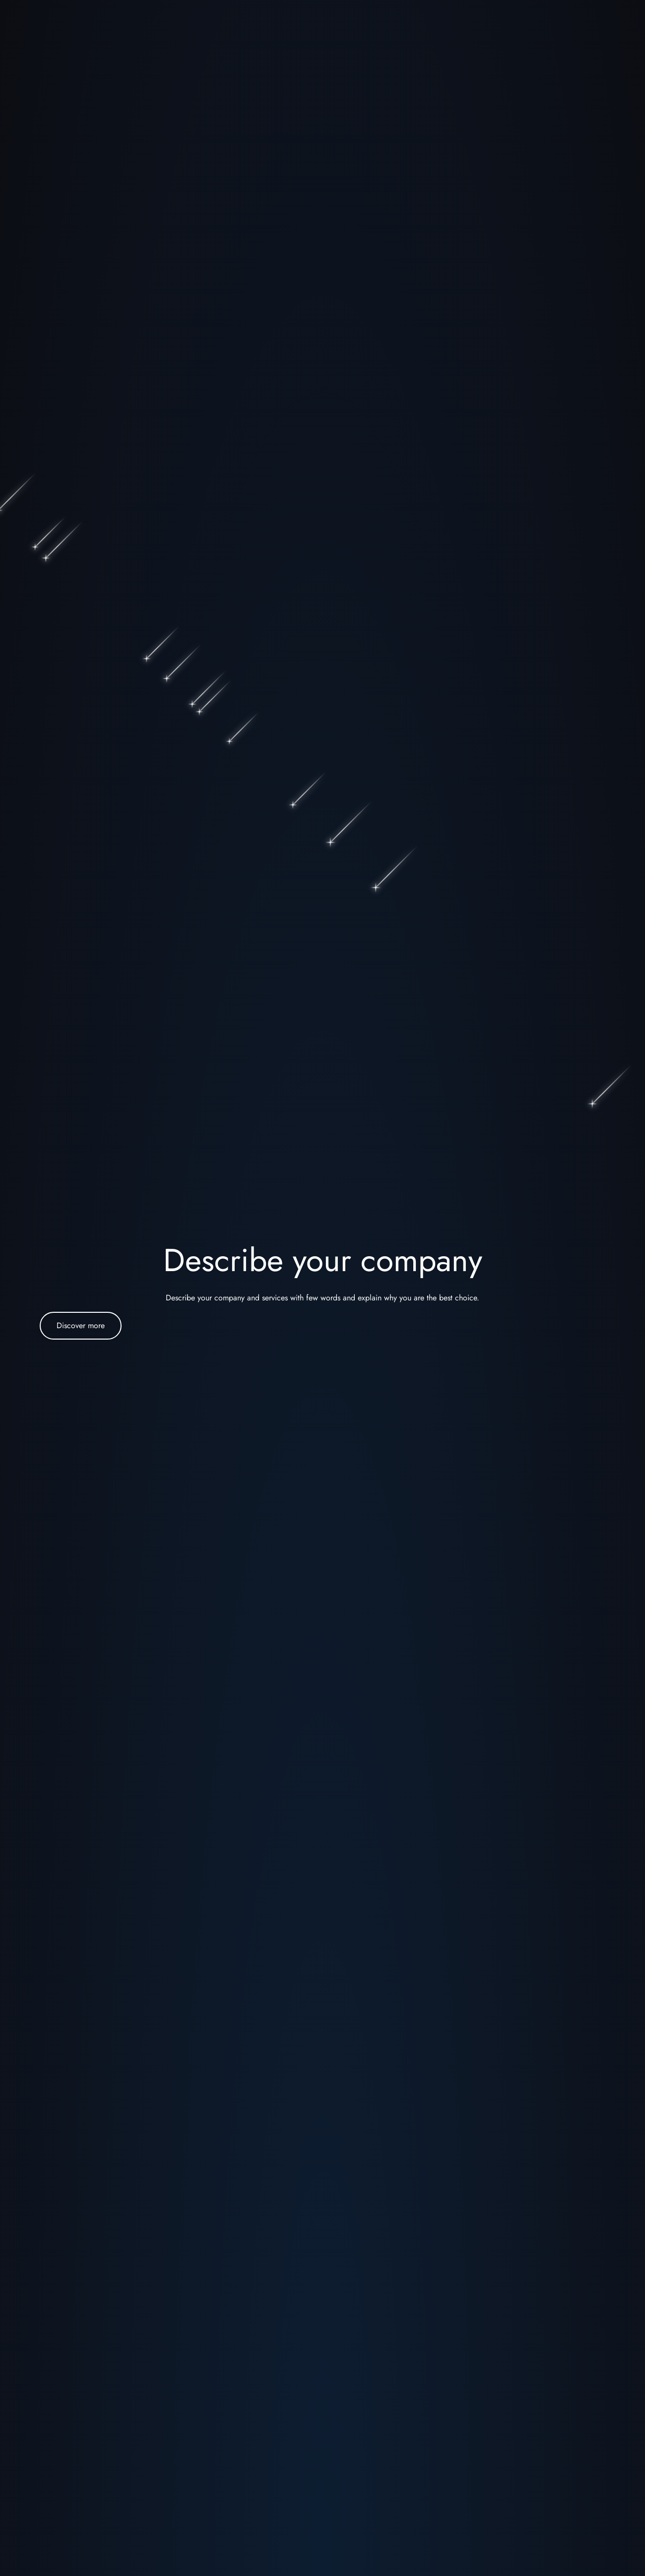 Describe your company
Describe your company and services with few words and explain why you are the best choice.
Discover more